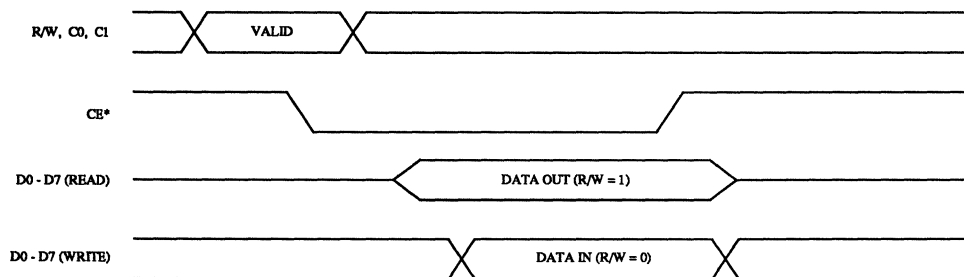 R/W, C0, C1
VALID
CE*
D0 - D7 (READ)
DATA OUT (R/W = 1)
D0 - D7 (WRITE)
DATA IN (R/W = 0)